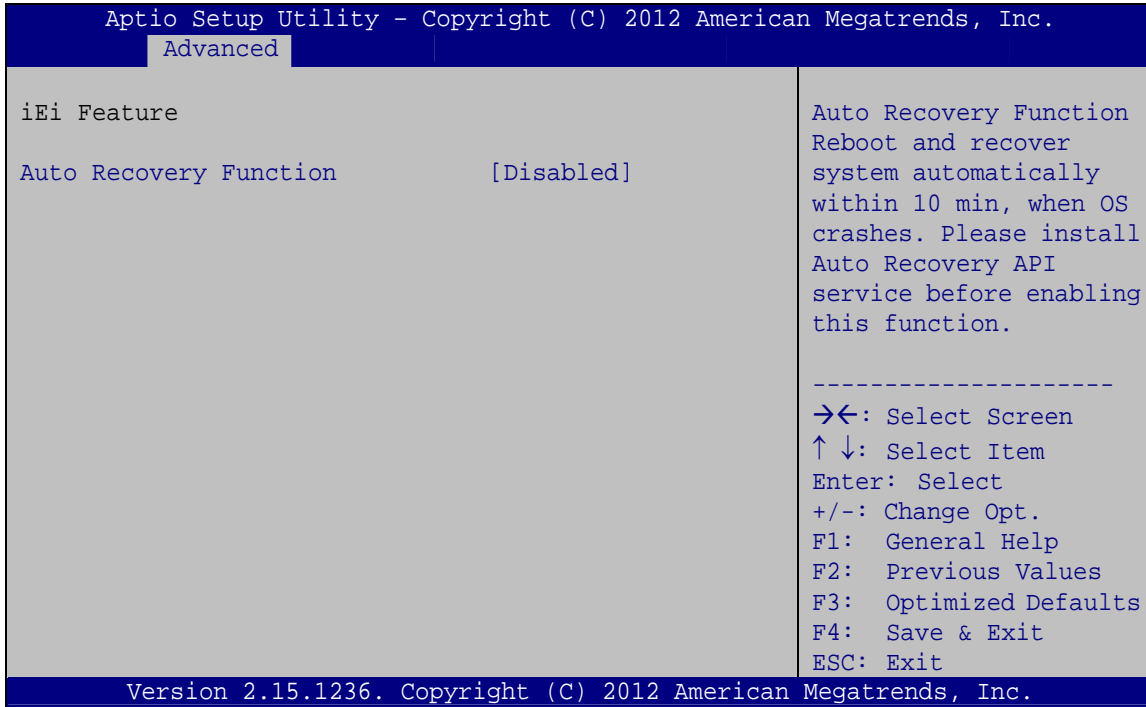 Aptio Setup Utility – Copyright (C) 2012 American Megatrends, Inc.
Advanced
iEi Feature
Auto Recovery Function [Disabled]
Auto Recovery Function
Reboot and recover
system automatically
within 10 min, when OS
crashes. Please install
Auto Recovery API
service before enabling
this function.
---------------------
→←: Select Screen
↑ ↓: Select Item
Enter: Select
+/-: Change Opt.
F1: General Help
F2: Previous Values
F3: Optimized Defaults
F4: Save & Exit
ESC: Exit
Version 2.15.1236. Copyright (C) 2012 American Megatrends, Inc.